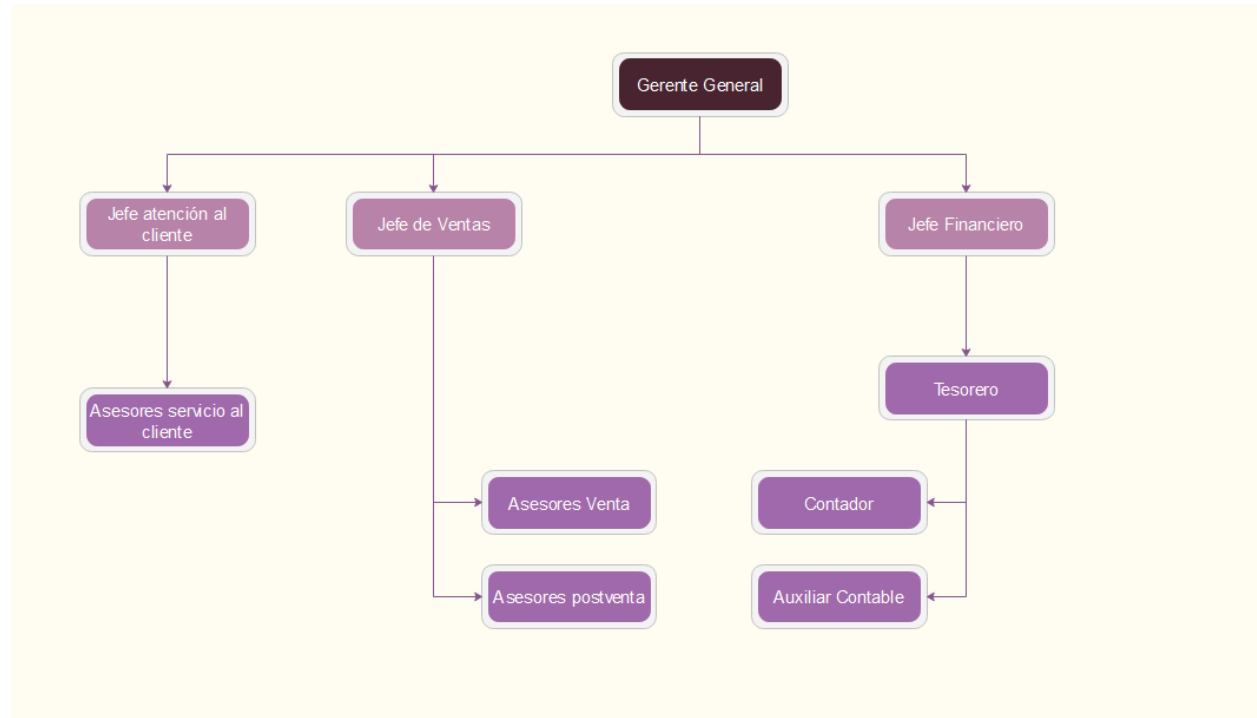 Gerente General
Jefe atención al
cliente
Jefe de Ventas
Jefe Financiero
Tesorero
Asesores servicio al
cliente
Asesores Venta
Contador
Asesores postventa
Auxiliar Contable